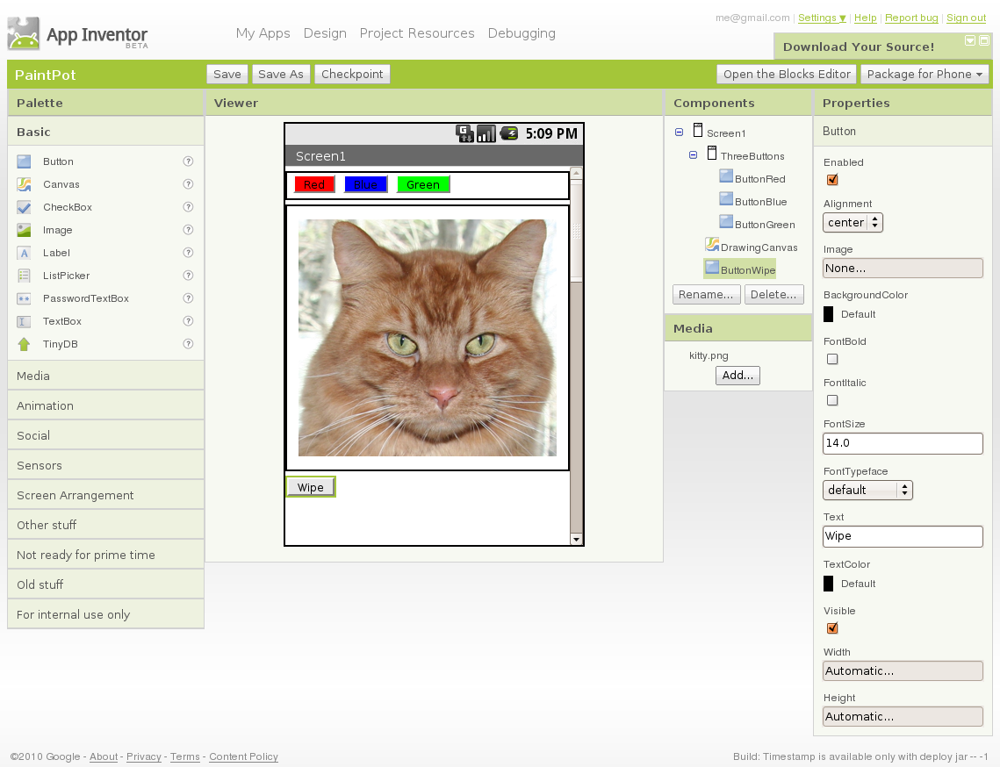 me@gmail.com | Settings ▼ | Help | Report bug | Sign out
App Inventor
BETA
My Apps Design Project Resources Debugging
Download Your Source!
PaintPot
Save Save As Checkpoint
Open the Blocks Editor Package for Phone
Palette
Basic
Button ?
Canvas ?
CheckBox ?
Image ?
Label ?
ListPicker ?
PasswordTextBox ?
TextBox ?
TinyDB ?
Media
Animation
Social
Sensors
Screen Arrangement
Other stuff
Not ready for prime time
Old stuff
For internal use only
Viewer
5:09 PM
Screen1
Red Blue Green
Wipe
Components
Screen1
ThreeButtons
ButtonRed
ButtonBlue
ButtonGreen
DrawingCanvas
ButtonWipe
Rename... Delete...
Media
kitty.png
Add...
Properties
Button
Enabled
Alignment
center
Image
None...
BackgroundColor
Default
FontBold
FontItalic
FontSize
14.0
FontTypeface
default
Text
Wipe
TextColor
Default
Visible
Width
Automatic...
Height
Automatic...
©2010 Google - About - Privacy - Terms - Content Policy
Build: Timestamp is available only with deploy jar -- -1